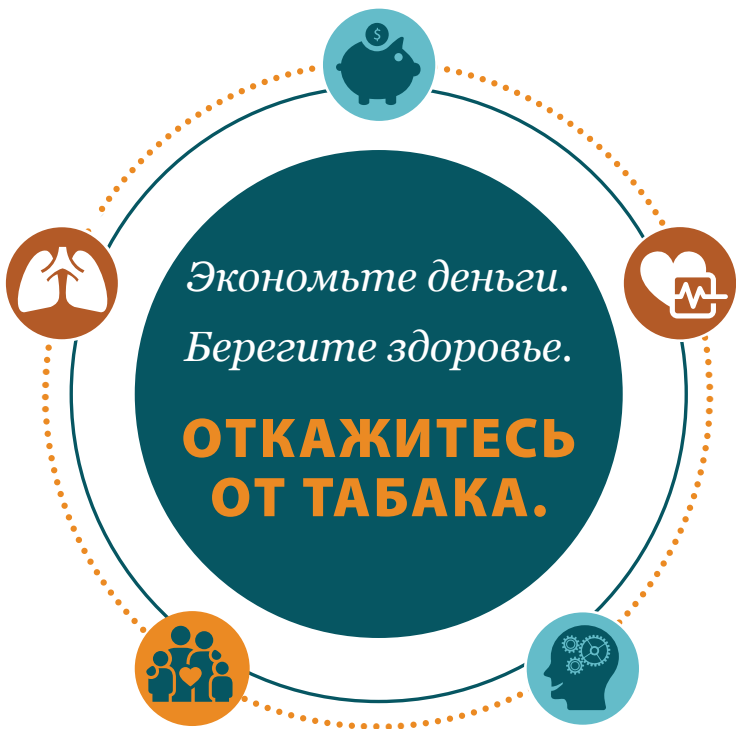 $
Экономьте деньги.
Берегите здоровье.
ОТКАЖИТЕСЬ
ОТ ТАБАКА.